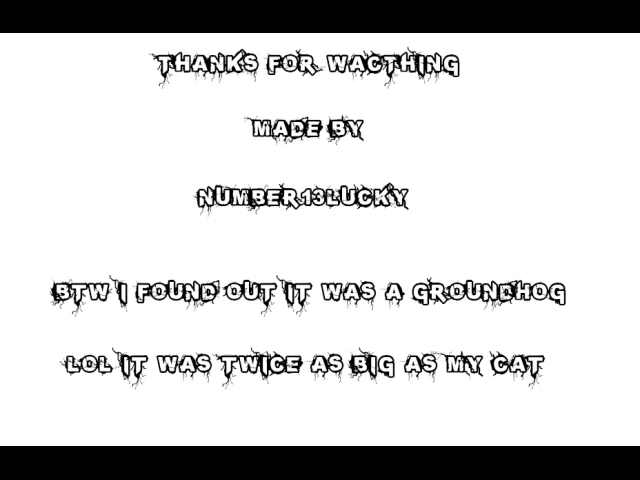 THANKS FOR WACTHING
MADE BY
NUMBER13LUCKY
BTW I FOUND OUT IT WAS A GROUNDHOG
LOL IT WAS TWICE AS BIG AS MY CAT